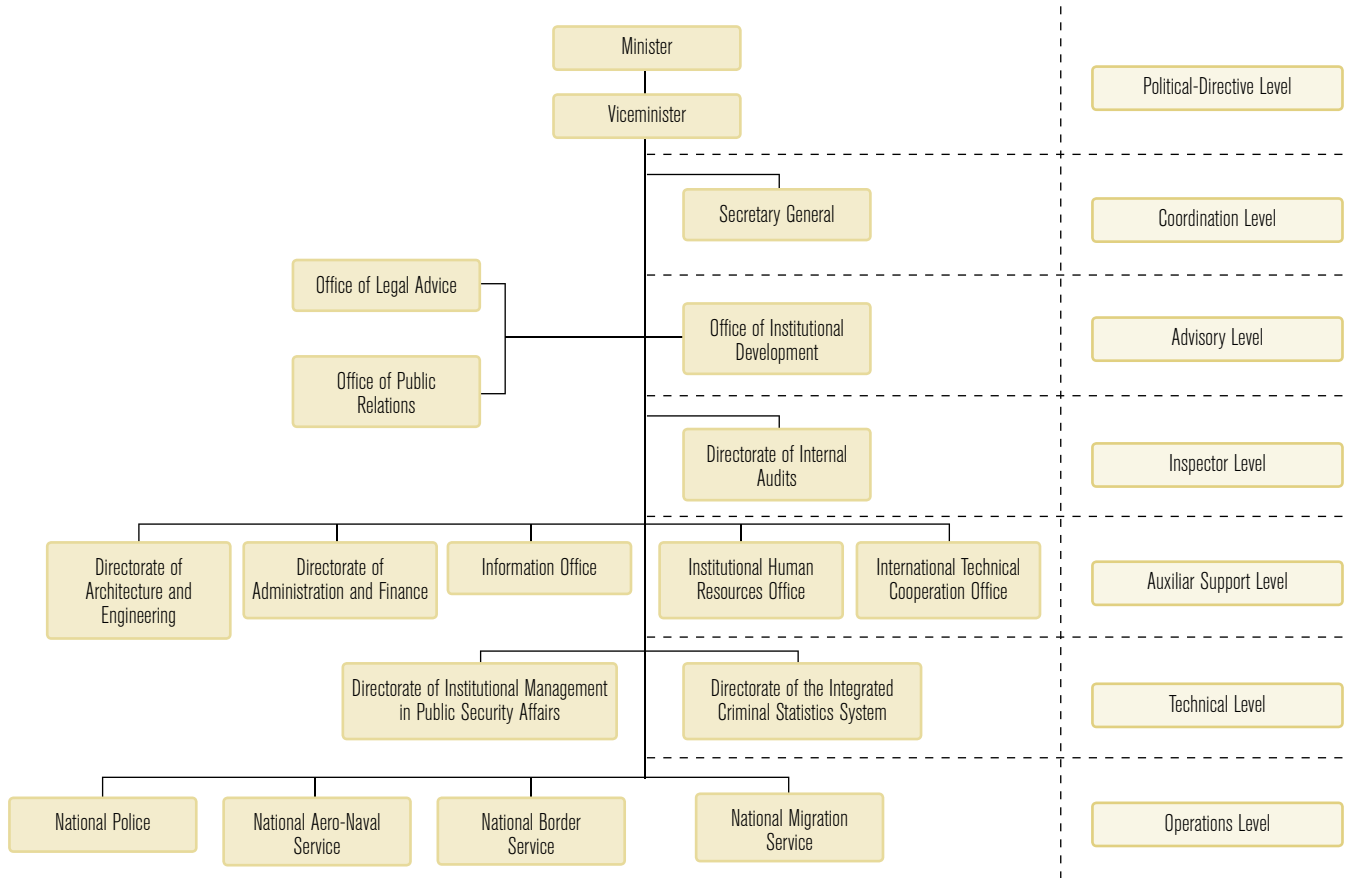 Minister
Political-Directive Level
Viceminister
Secretary General
Coordination Level
Office of Legal Advice
Office of Institutional
Development
Advisory Level
Office of Public
Relations
Directorate of Internal
Audits
Inspector Level
Directorate of
Architecture and
Engineering
Directorate of
Administration and Finance
Information Office
Institutional Human
Resources Office
International Technical
Cooperation Office
Auxiliar Support Level
Directorate of Institutional Management
in Public Security Affairs
Directorate of the Integrated
Criminal Statistics System
Technical Level
National Police
National Aero-Naval
Service
National Border
Service
National Migration
Service
Operations Level